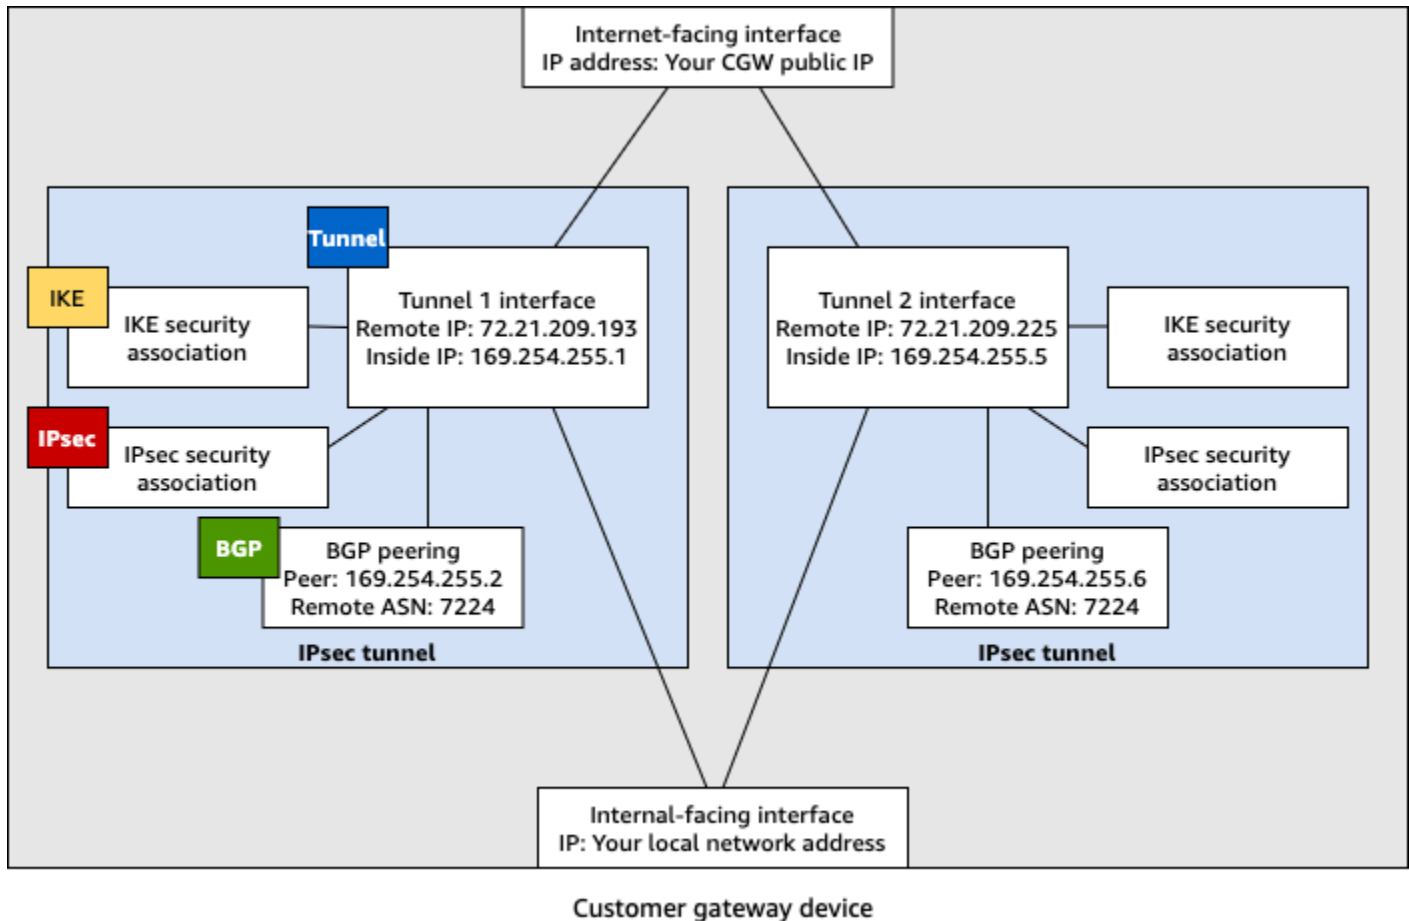 Internet-facing interface
IP address: Your CGW public IP
Tunnel
Tunnel 1 interface
Remote IP: 72.21.209.193
Inside IP: 169.254.255.1
IKE
IKE security
association
IPsec
IPsec security
association
BGP
BGP peering
Peer: 169.254.255.2
Remote ASN: 7224
IPsec tunnel
Tunnel 2 interface
Remote IP: 72.21.209.225
Inside IP: 169.254.255.5
IKE security
association
IPsec security
association
BGP peering
Peer: 169.254.255.6
Remote ASN: 7224
IPsec tunnel
Internal-facing interface
IP: Your local network address
Customer gateway device